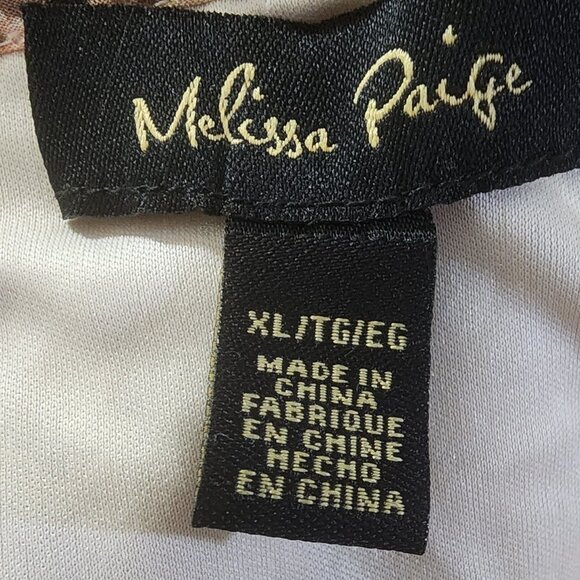 Melissa Paige
XL/TG/EG
MADE IN
CHINA
FABRIQUE
EN CHINE
HECHO
EN CHINA